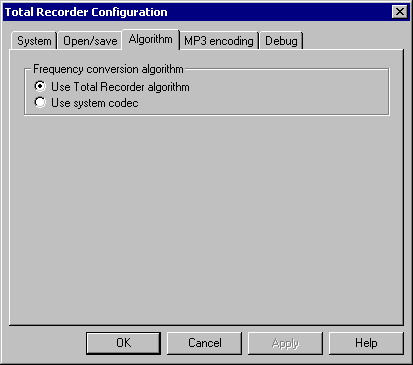 Total Recorder Configuration
System Open/save Algorithm MP3 encoding Debug
Frequency conversion algorithm
Use Total Recorder algorithm
Use system codec
OK Cancel Apply Help